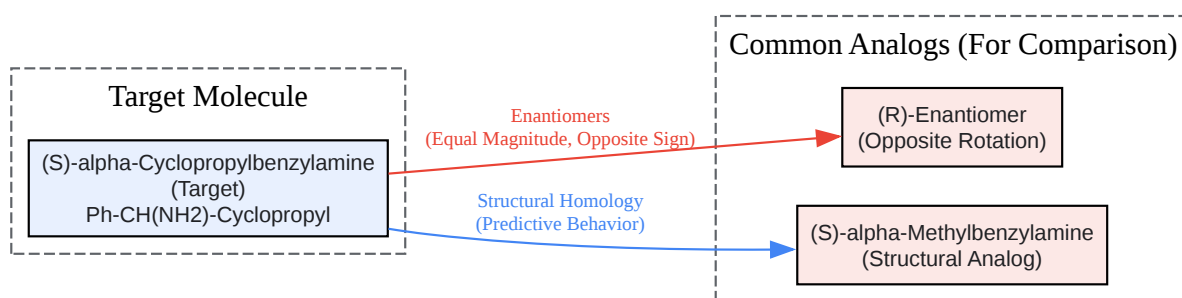 Target Molecule
(S)-alpha-Cyclopropylbenzylamine
(Target)
Ph-CH(NH2)-Cyclopropyl
Enantiomers
(Equal Magnitude, Opposite Sign)
Structural Homology
(Predictive Behavior)
Common Analogs (For Comparison)
(R)-Enantiomer
(Opposite Rotation)
(S)-alpha-Methylbenzylamine
(Structural Analog)